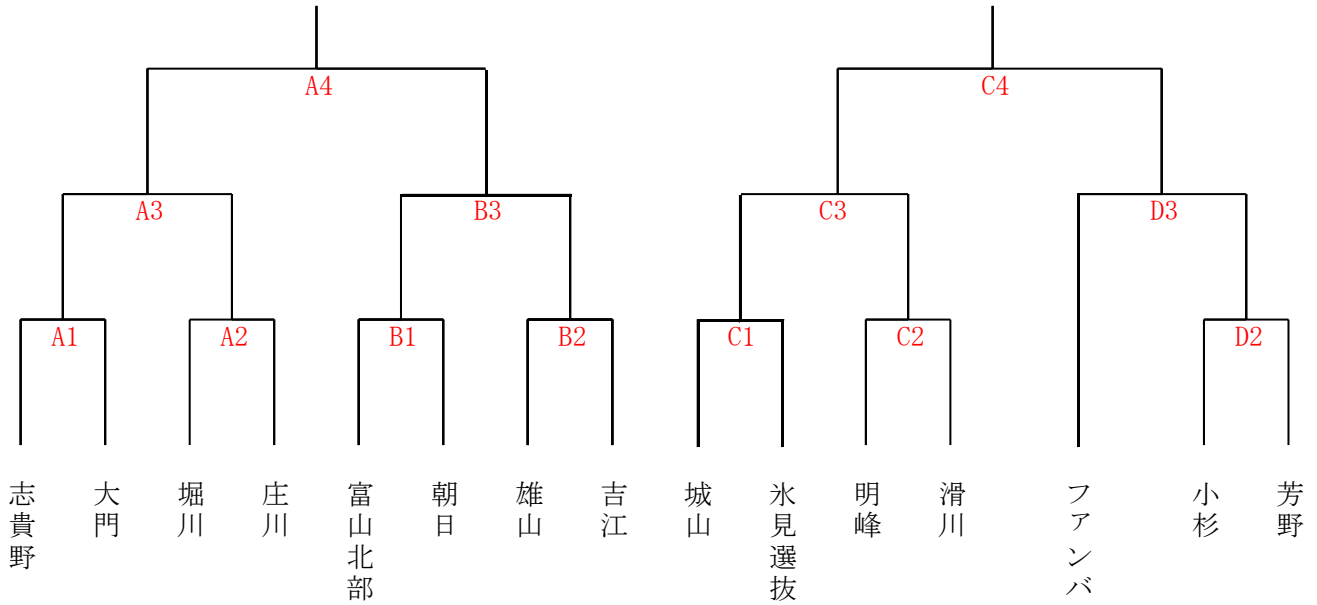 A4 C4
A3 B3 C3 D3
A1 A2 B1 B2 C1 C2 D2
志貴野
大門
堀川
庄川
富山北部
朝日
雄山
吉江
城山
氷見選抜
明峰
滑川
ファンバ
小杉
芳野